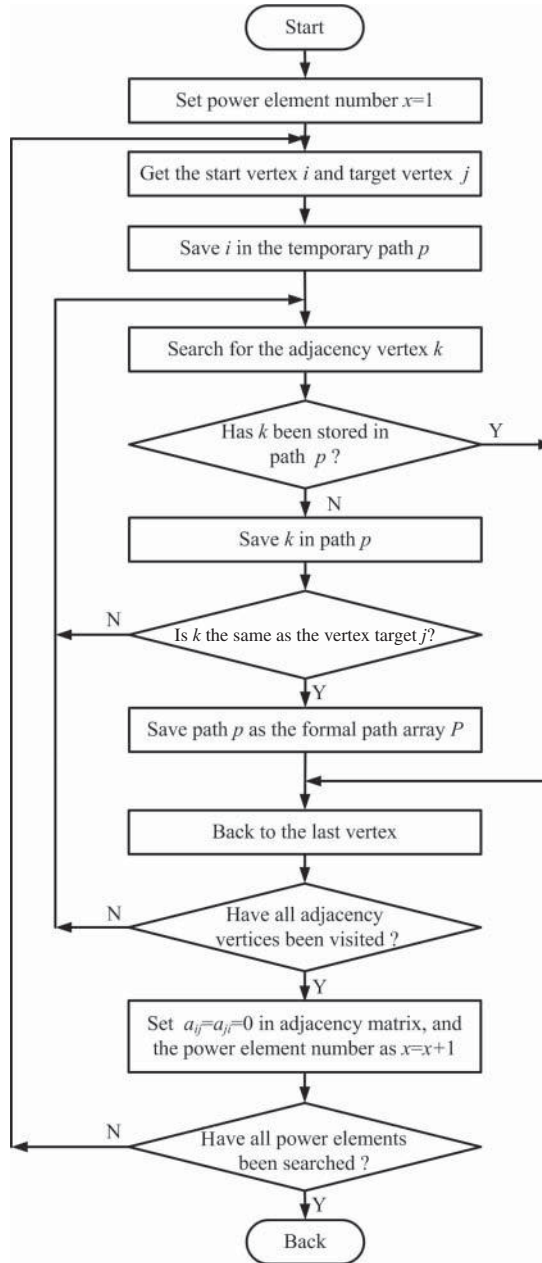 Start
Set power element number x=1
Get the start vertex i and target vertex j
Save i in the temporary path p
Search for the adjacency vertex k
Has k been stored in
path p ?
Y
N
Save k in path p
N
Is k the same as the vertex target j?
Y
Save path p as the formal path array P
Back to the last vertex
N
Have all adjacency
vertices been visited ?
Y
Set aij=aji=0 in adjacency matrix, and
the power element number as x=x+1
N
Have all power elements
been searched ?
Y
Back